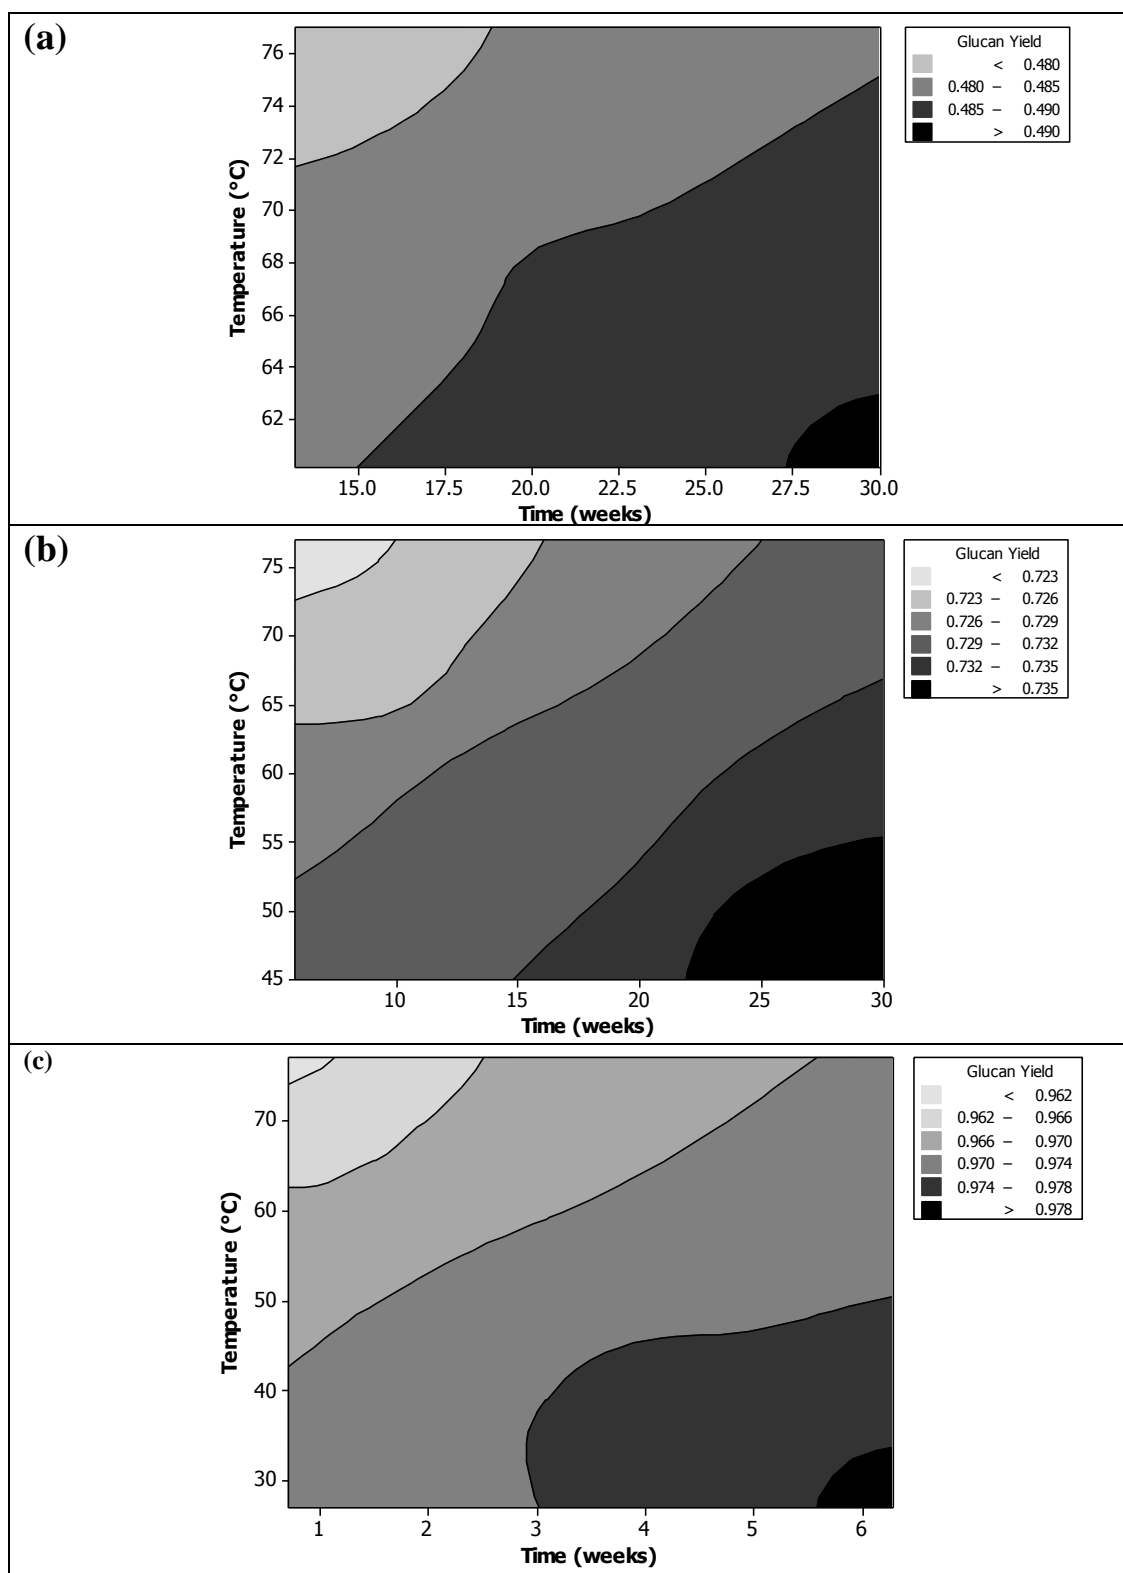 (a)
Glucan Yield
< 0.480
0.480 – 0.485
0.485 – 0.490
> 0.490
76
74
72
70
68
66
64
62
Temperature (°C)
15.0 17.5 20.0 22.5 25.0 27.5 30.0
Time (weeks)
(b)
Glucan Yield
< 0.723
0.723 – 0.726
0.726 – 0.729
0.729 – 0.732
0.732 – 0.735
> 0.735
75
70
65
60
55
50
45
Temperature (°C)
10 15 20 25 30
Time (weeks)
(c)
Glucan Yield
< 0.962
0.962 – 0.966
0.966 – 0.970
0.970 – 0.974
0.974 – 0.978
> 0.978
70
60
50
40
30
Temperature (°C)
1 2 3 4 5 6
Time (weeks)